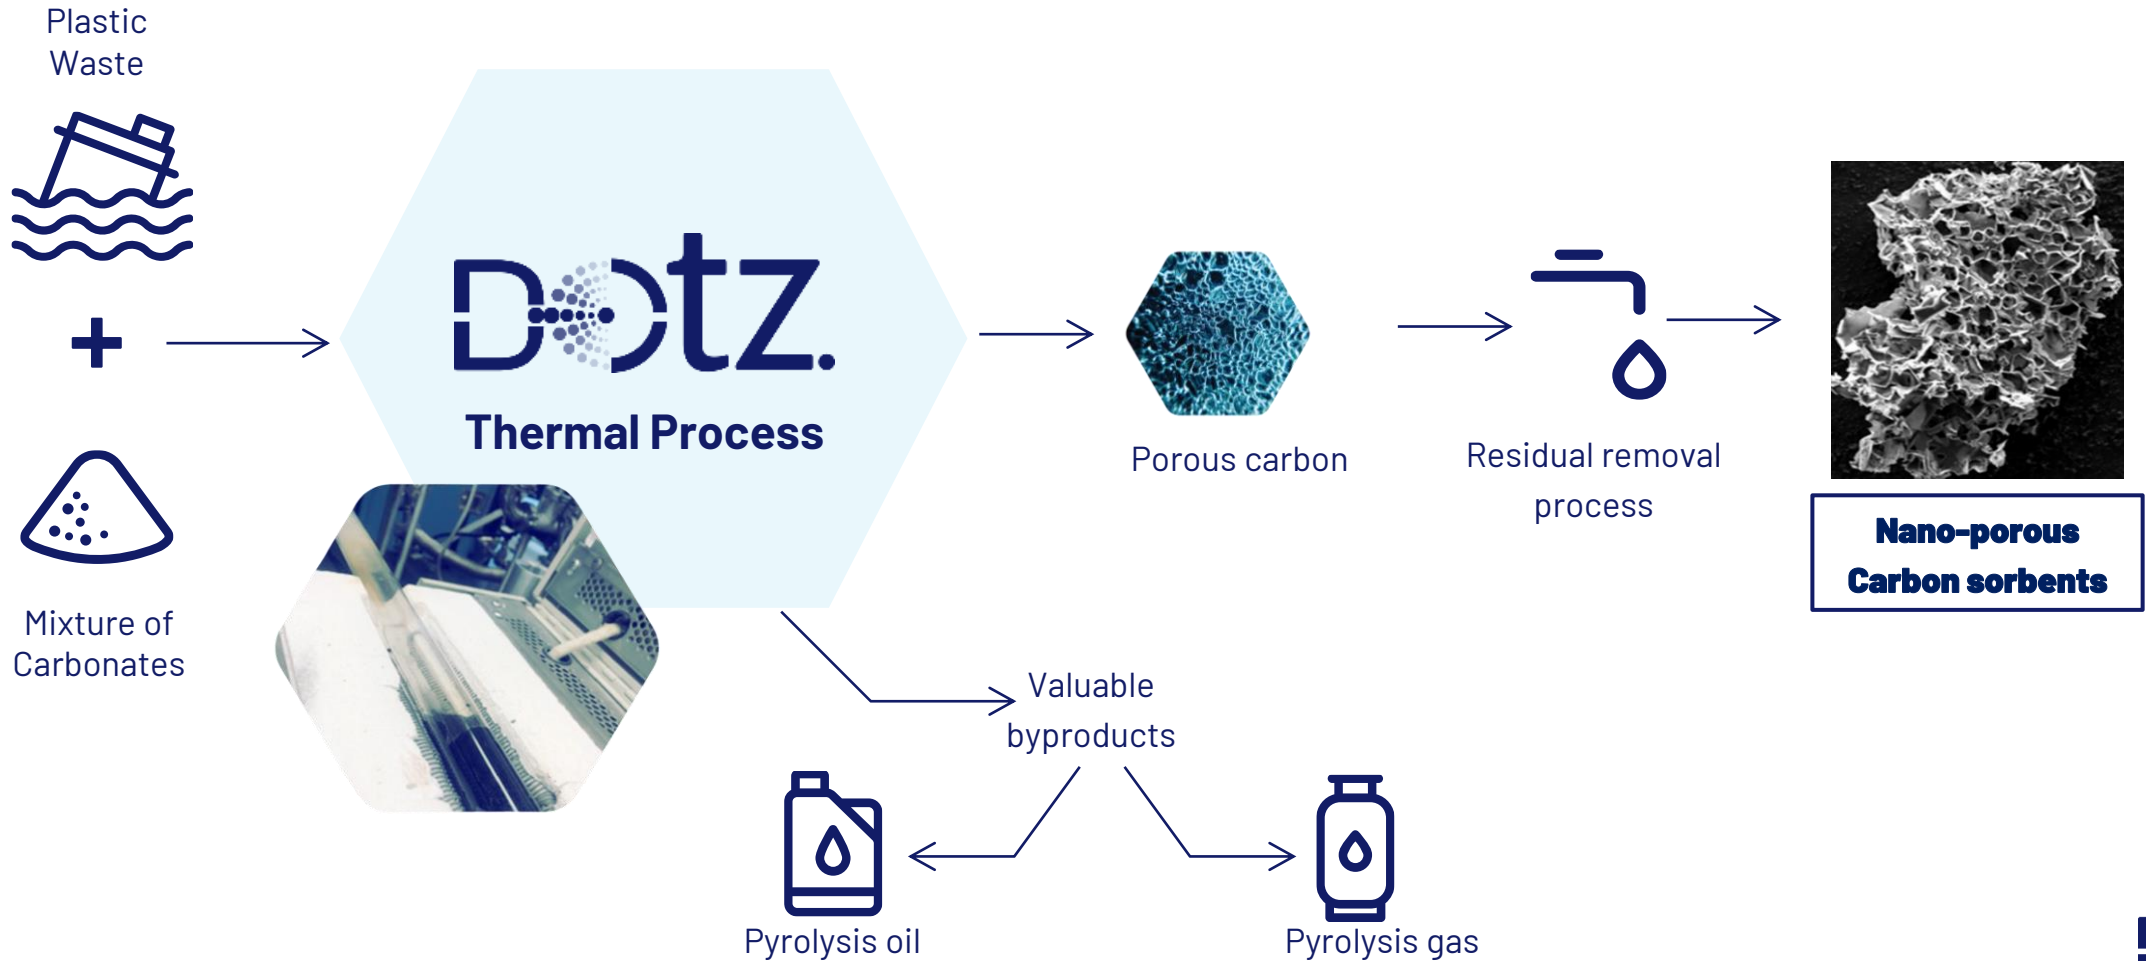 Plastic
Waste
Mixture of
Carbonates
Dotz.
Thermal Process
Porous carbon
Residual removal
process
Nano-porous
Carbon sorbents
Valuable
byproducts
Pyrolysis oil
Pyrolysis gas